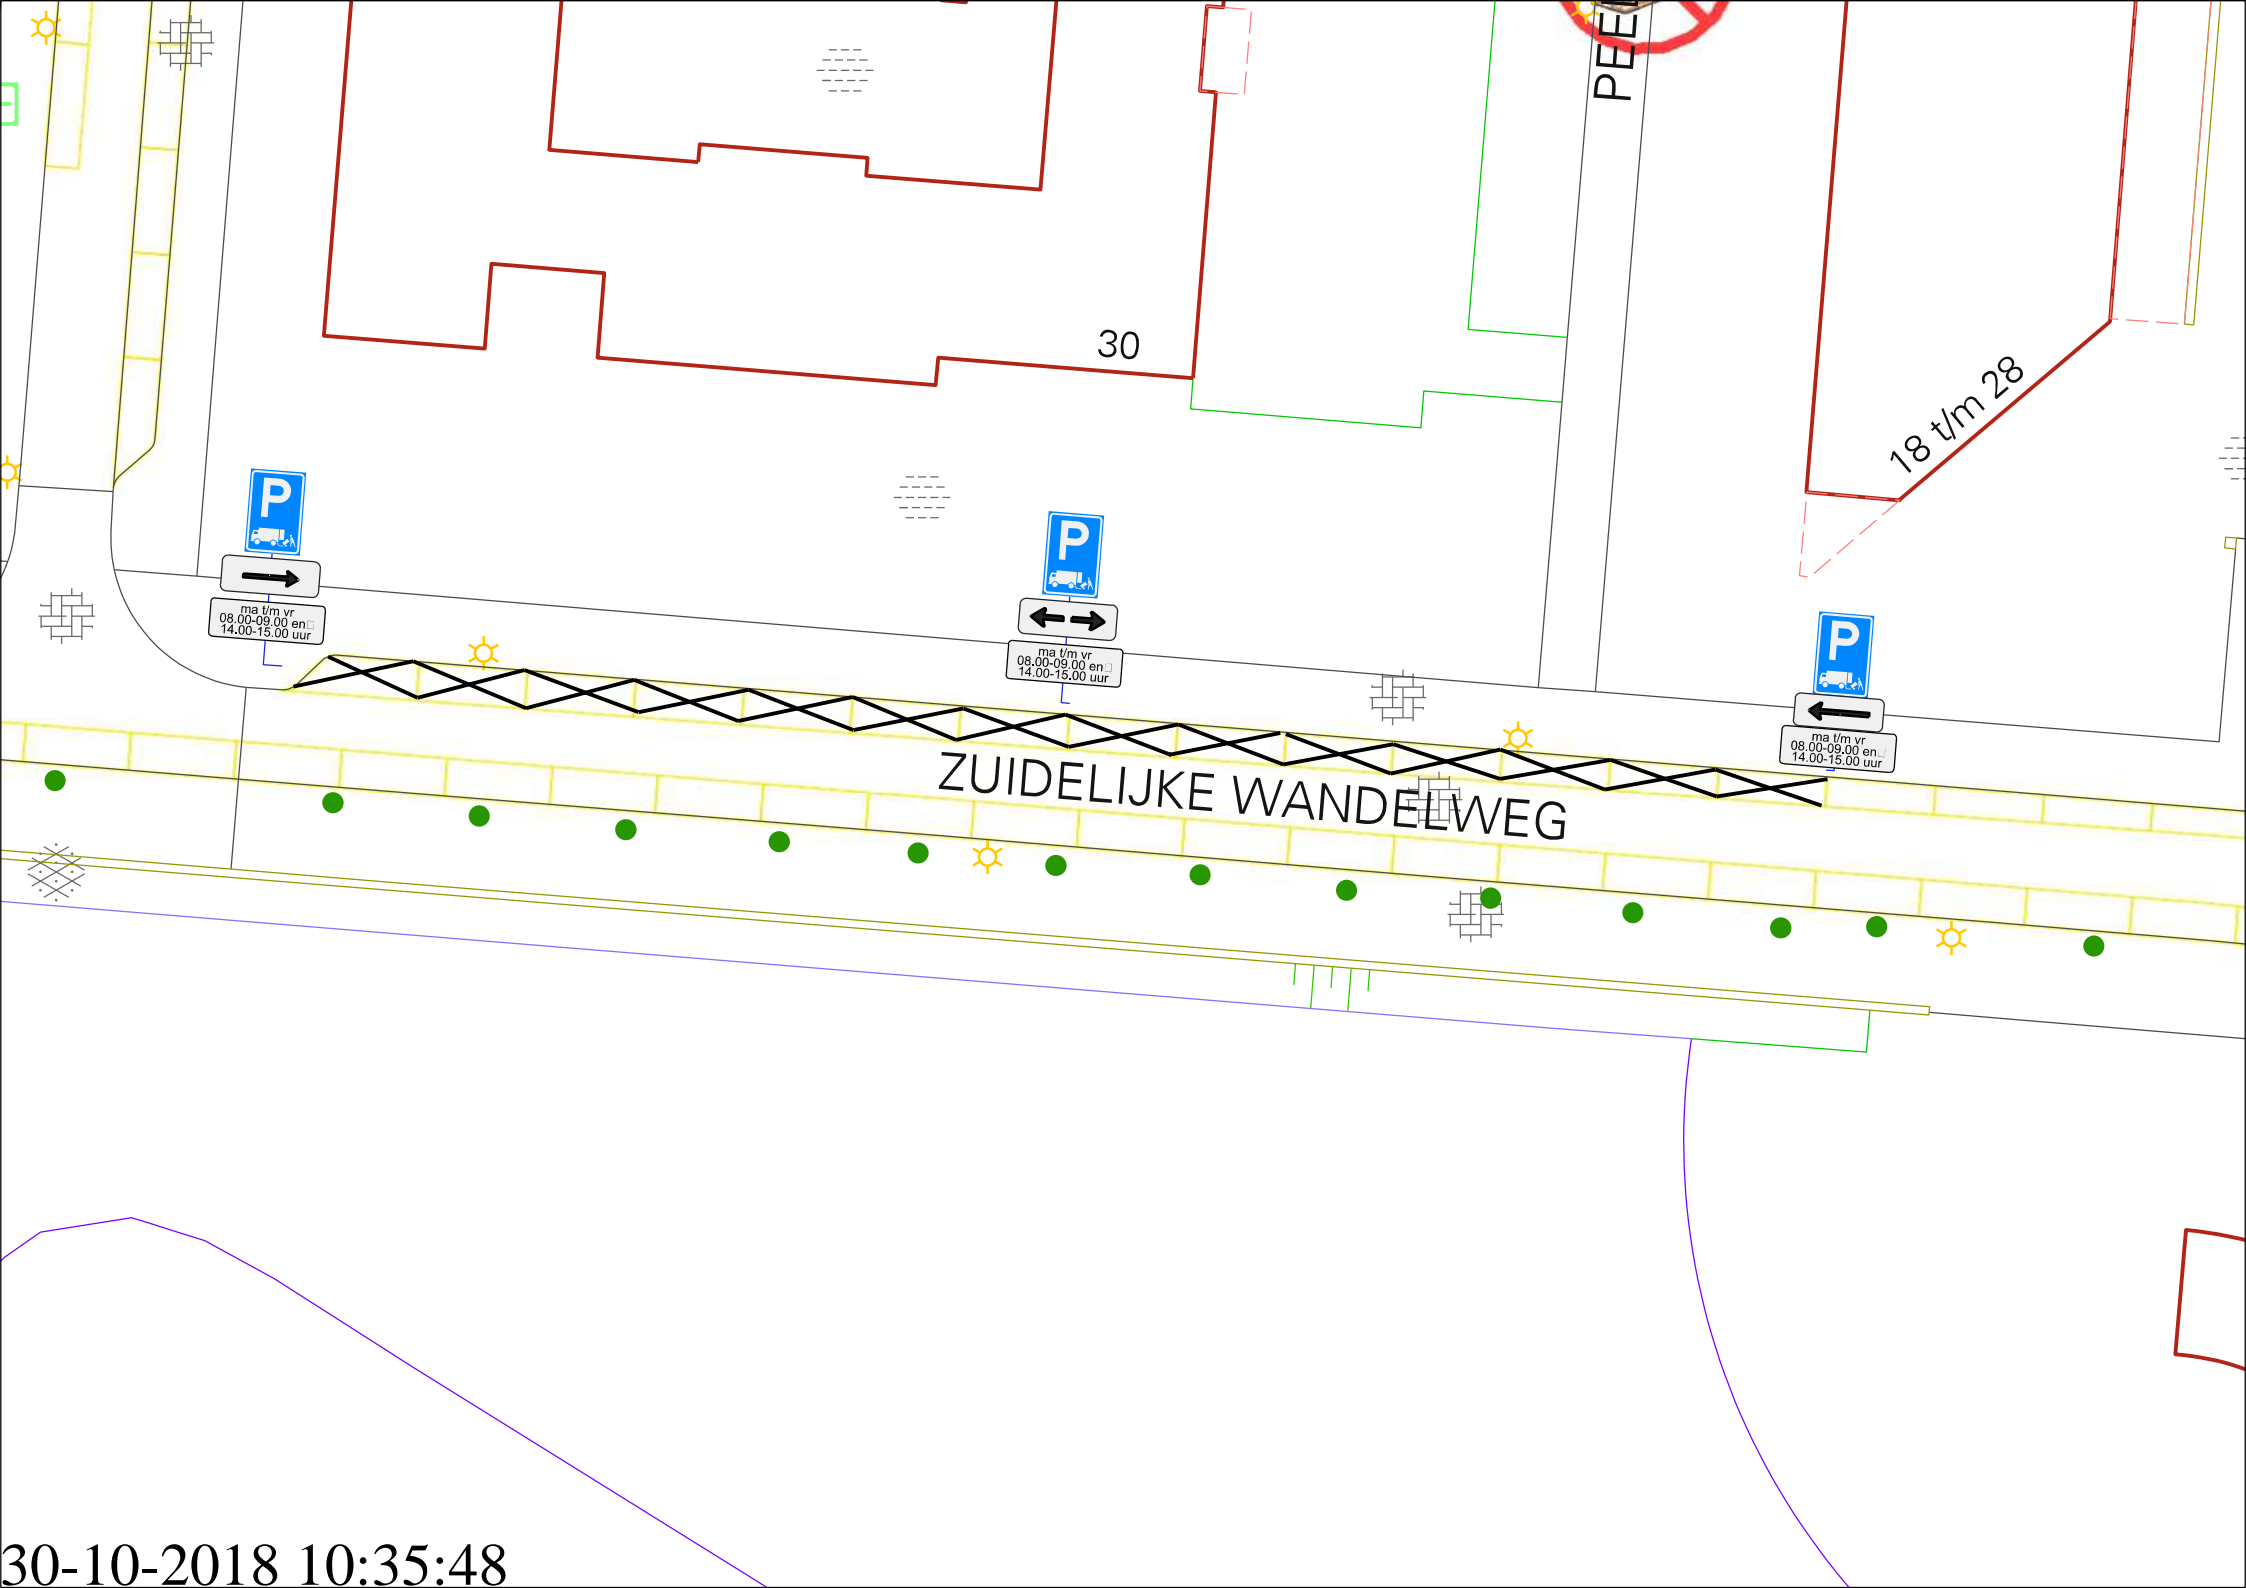 PEE
30
18 t/m 28
P
ma t/m vr
08.00-09.00 en
14.00-15.00 uur
P
ma t/m vr
08.00-09.00 en
14.00-15.00 uur
P
ma t/m vr
08.00-09.00 en
14.00-15.00 uur
ZUIDELIJKE WANDELWEG
30-10-2018 10:35:48